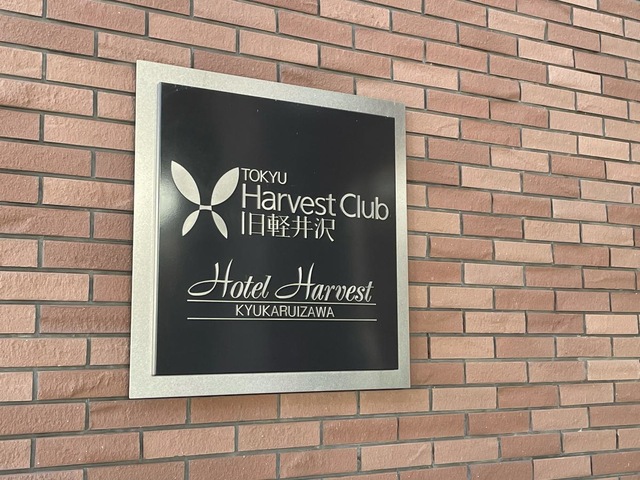 TOKYU
Harvest Club
旧軽井沢
Hotel Harvest
KYUKARUIZAWA